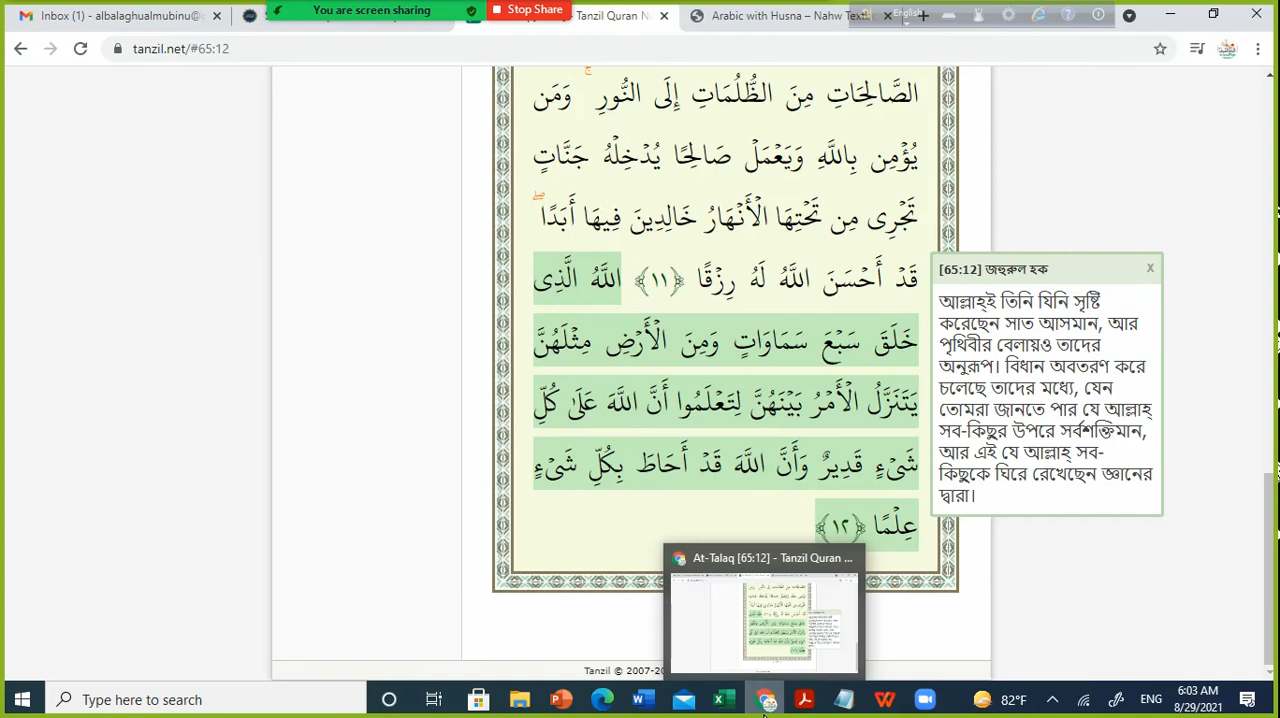 Inbox (31) - albalaghualmubinu@
You are screen sharing
Stop Share
Tanzil Quran N
Arabic with Husna – Nahw Text
English
tanzil.net/#65:12
الصَّالِحَاتِ مِنَ الظُّلُمَاتِ إِلَى النُّورِ ۚ وَمَن
يُؤْمِن بِاللَّهِ وَيَعْمَلْ صَالِحًا يُدْخِلْهُ جَنَّاتٍ
تَجْرِى مِن تَحْتِهَا الْأَنْهَارُ خَالِدِينَ فِيهَا أَبَدًا ۖ
قَدْ أَحْسَنَ اللَّهُ لَهُ رِزْقًا ﴿١١﴾ اللَّهُ الَّذِى
خَلَقَ سَبْعَ سَمَاوَاتٍ وَمِنَ الْأَرْضِ مِثْلَهُنَّ
يَتَنَزَّلُ الْأَمْرُ بَيْنَهُنَّ لِتَعْلَمُوا أَنَّ اللَّهَ عَلَىٰ كُلِّ
شَىْءٍ قَدِيرٌ وَأَنَّ اللَّهَ قَدْ أَحَاطَ بِكُلِّ شَىْءٍ
عِلْمًا ﴿١٢﴾
[65:12] জহুরুল হক
X
আল্লাহ্‌ই তিনি যিনি সৃষ্টি
করেছেন সাত আসমান, আর
পৃথিবীর বেলায়ও তাদের
অনুরূপ। বিধান অবতরণ করে
চলেছে তাদের মধ্যে, যেন
তোমরা জানতে পার যে আল্লাহ্
সব-কিছুর উপরে সর্বশক্তিমান,
আর এই যে আল্লাহ্ সব-
কিছুকে ঘিরে রেখেছেন জ্ঞানের
দ্বারা।
At-Talaq [65:12] - Tanzil Quran ...
Tanzil © 2007-2
Type here to search
82°F
ENG
6:03 AM
8/29/2021